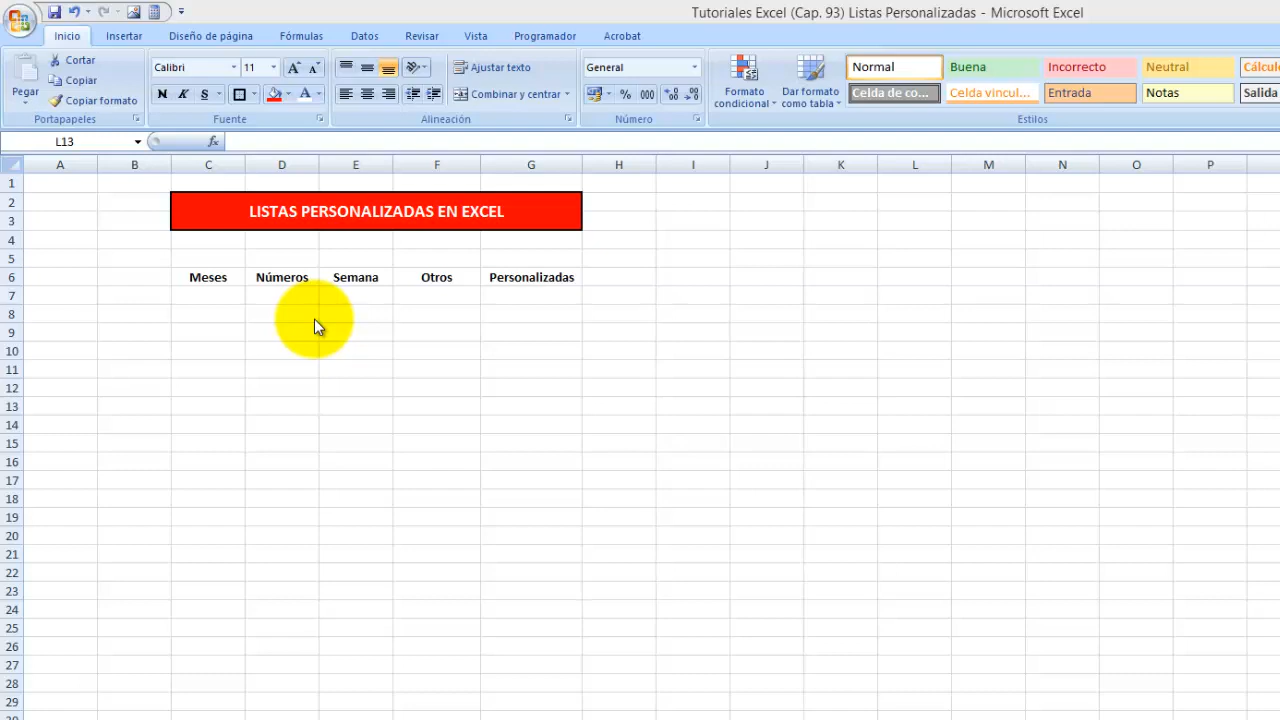 Tutoriales Excel (Cap. 93) Listas Personalizadas - Microsoft Excel
Inicio Insertar Diseño de página Fórmulas Datos Revisar Vista Programador Acrobat
Pegar
Cortar
Copiar
Copiar formato
Portapapeles
Calibri 11
N K S A
Fuente
Ajustar texto
Combinar y centrar
Alineación
General
% 000
Número
Formato condicional
Dar formato como tabla
Normal Buena Incorrecto Neutral
Celda de co... Celda vincul... Entrada Notas Salida
Estilos
L13 fx
A B C D E F G H I J K L M N O P
1
2
LISTAS PERSONALIZADAS EN EXCEL
3
4
5
6 Meses Números Semana Otros Personalizadas
7
8
9
10
11
12
13
14
15
16
17
18
19
20
21
22
23
24
25
26
27
28
29